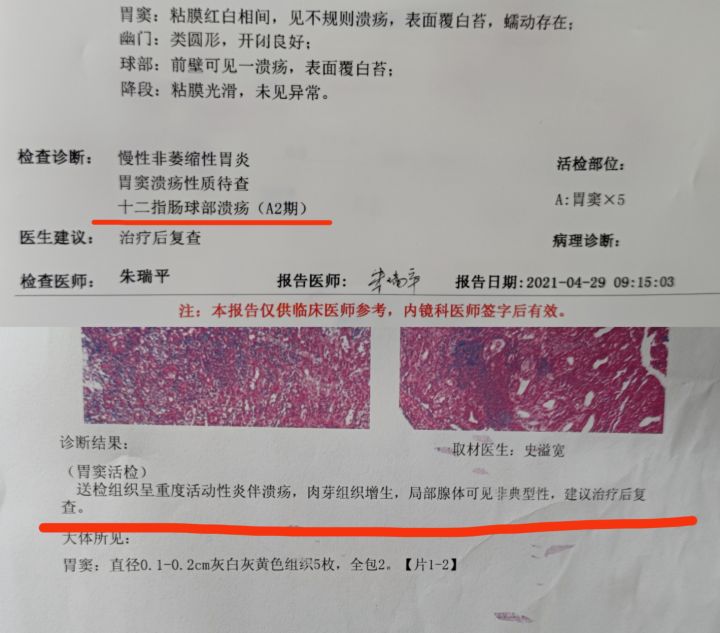 胃窦：粘膜红白相间，见不规则溃疡，表面覆白苔，蠕动存在；
幽门：类圆形，开闭良好；
球部：前壁可见一溃疡，表面覆白苔；
降段：粘膜光滑，未见异常。
检查诊断：慢性非萎缩性胃炎
胃窦溃疡性质待查
十二指肠球部溃疡（A2期）
活检部位：
A:胃窦×5
医生建议：治疗后复查
病理诊断：
检查医师：朱瑞平 报告医师：朱瑞平 报告日期:2021-04-29 09:15:03
注：本报告仅供临床医师参考，内镜科医师签字后有效。
诊断结果：
取材医生：史溢宽
（胃窦活检）
送检组织呈重度活动性炎伴溃疡，肉芽组织增生，局部腺体可见非典型性，建议治疗后复
查。
大体所见：
胃窦：直径0.1-0.2cm灰白灰黄色组织5枚，全包2。【片1-2】